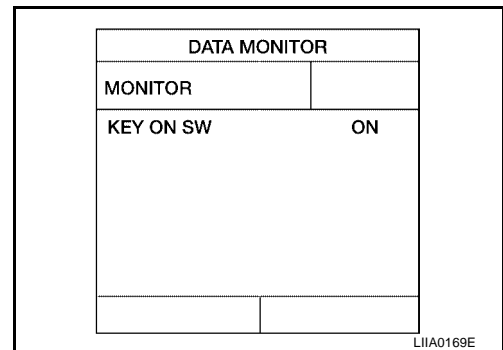 DATA MONITOR
MONITOR
KEY ON SW ON
LIIA0169E